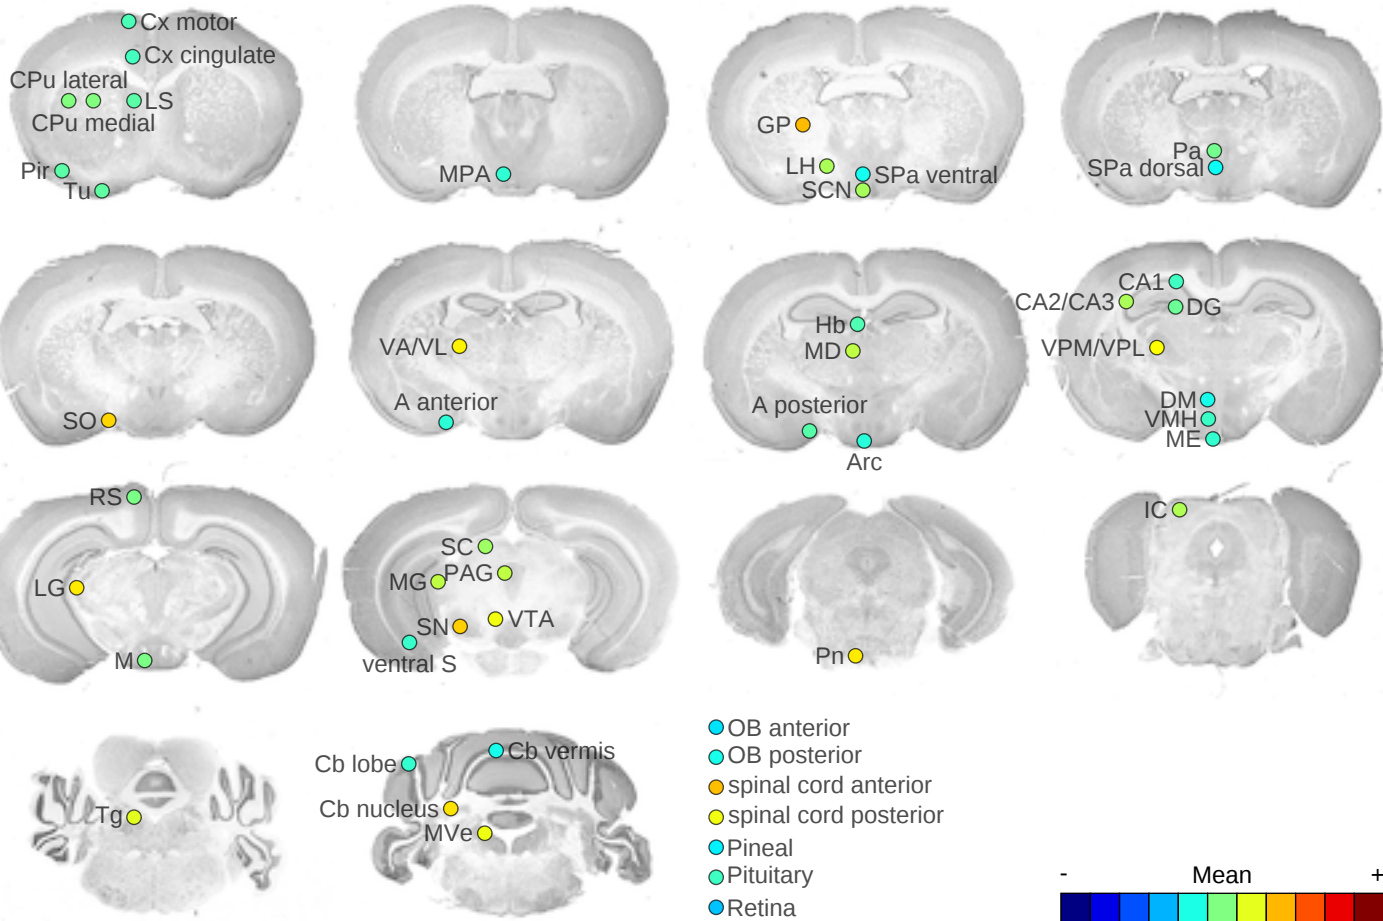 Cx motor
Cx cingulate
CPu lateral
LS
CPu medial
Pir
Tu
MPA
GP
LH
SPa ventral
SCN
Pa
SPa dorsal
SO
VA/VL
A anterior
Hb
MD
A posterior
Arc
CA1
CA2/CA3
DG
VPM/VPL
DM
VMH
ME
RS
LG
M
SC
MG
PAG
SN
VTA
ventral S
Pn
IC
Tg
Cb lobe
Cb vermis
Cb nucleus
MVe
OB anterior
OB posterior
spinal cord anterior
spinal cord posterior
Pineal
Pituitary
Retina
- Mean +